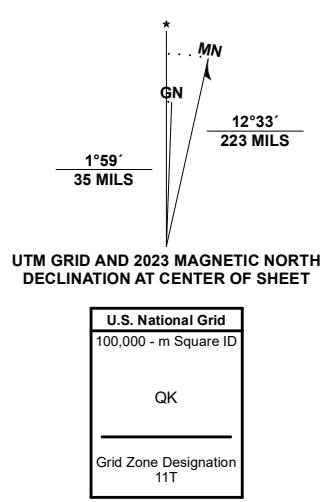 ★
MN
GN
12°33´
223 MILS
1°59´
35 MILS
UTM GRID AND 2023 MAGNETIC NORTH
DECLINATION AT CENTER OF SHEET
U.S. National Grid
100,000 - m Square ID
QK
Grid Zone Designation
11T